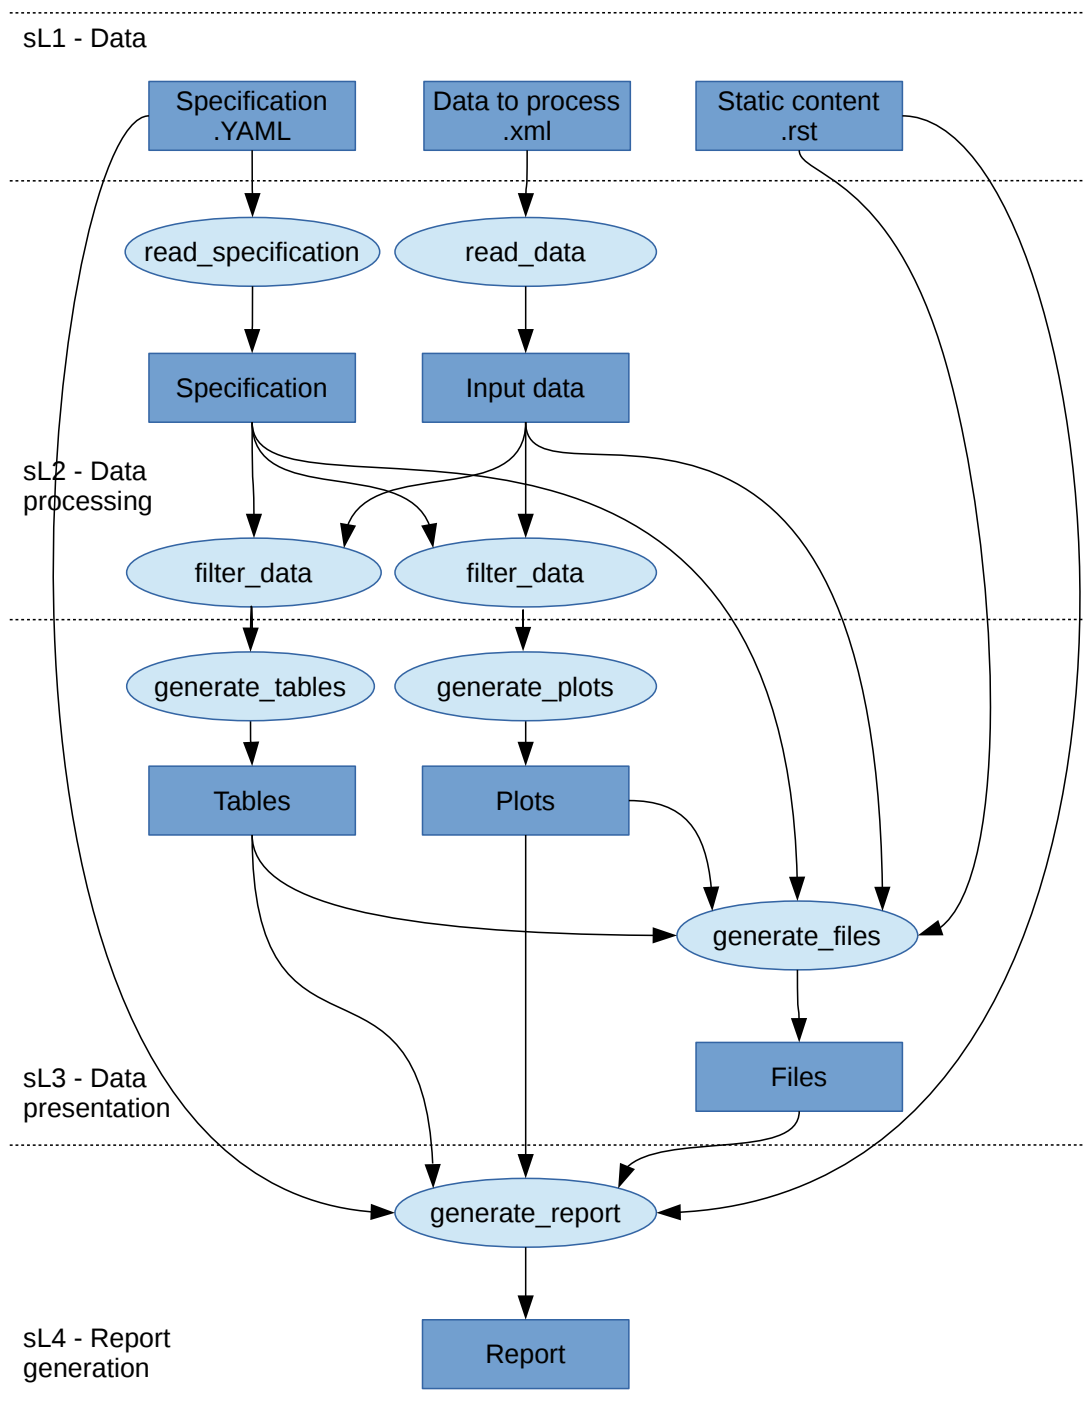 sL1 - Data
Specification
.YAML
Data to process
.xml
Static content
.rst
read_specification
read_data
Specification
Input data
sL2 - Data
processing
filter_data
filter_data
generate_tables
generate_plots
Tables
Plots
generate_files
sL3 - Data
presentation
Files
generate_report
sL4 - Report
generation
Report